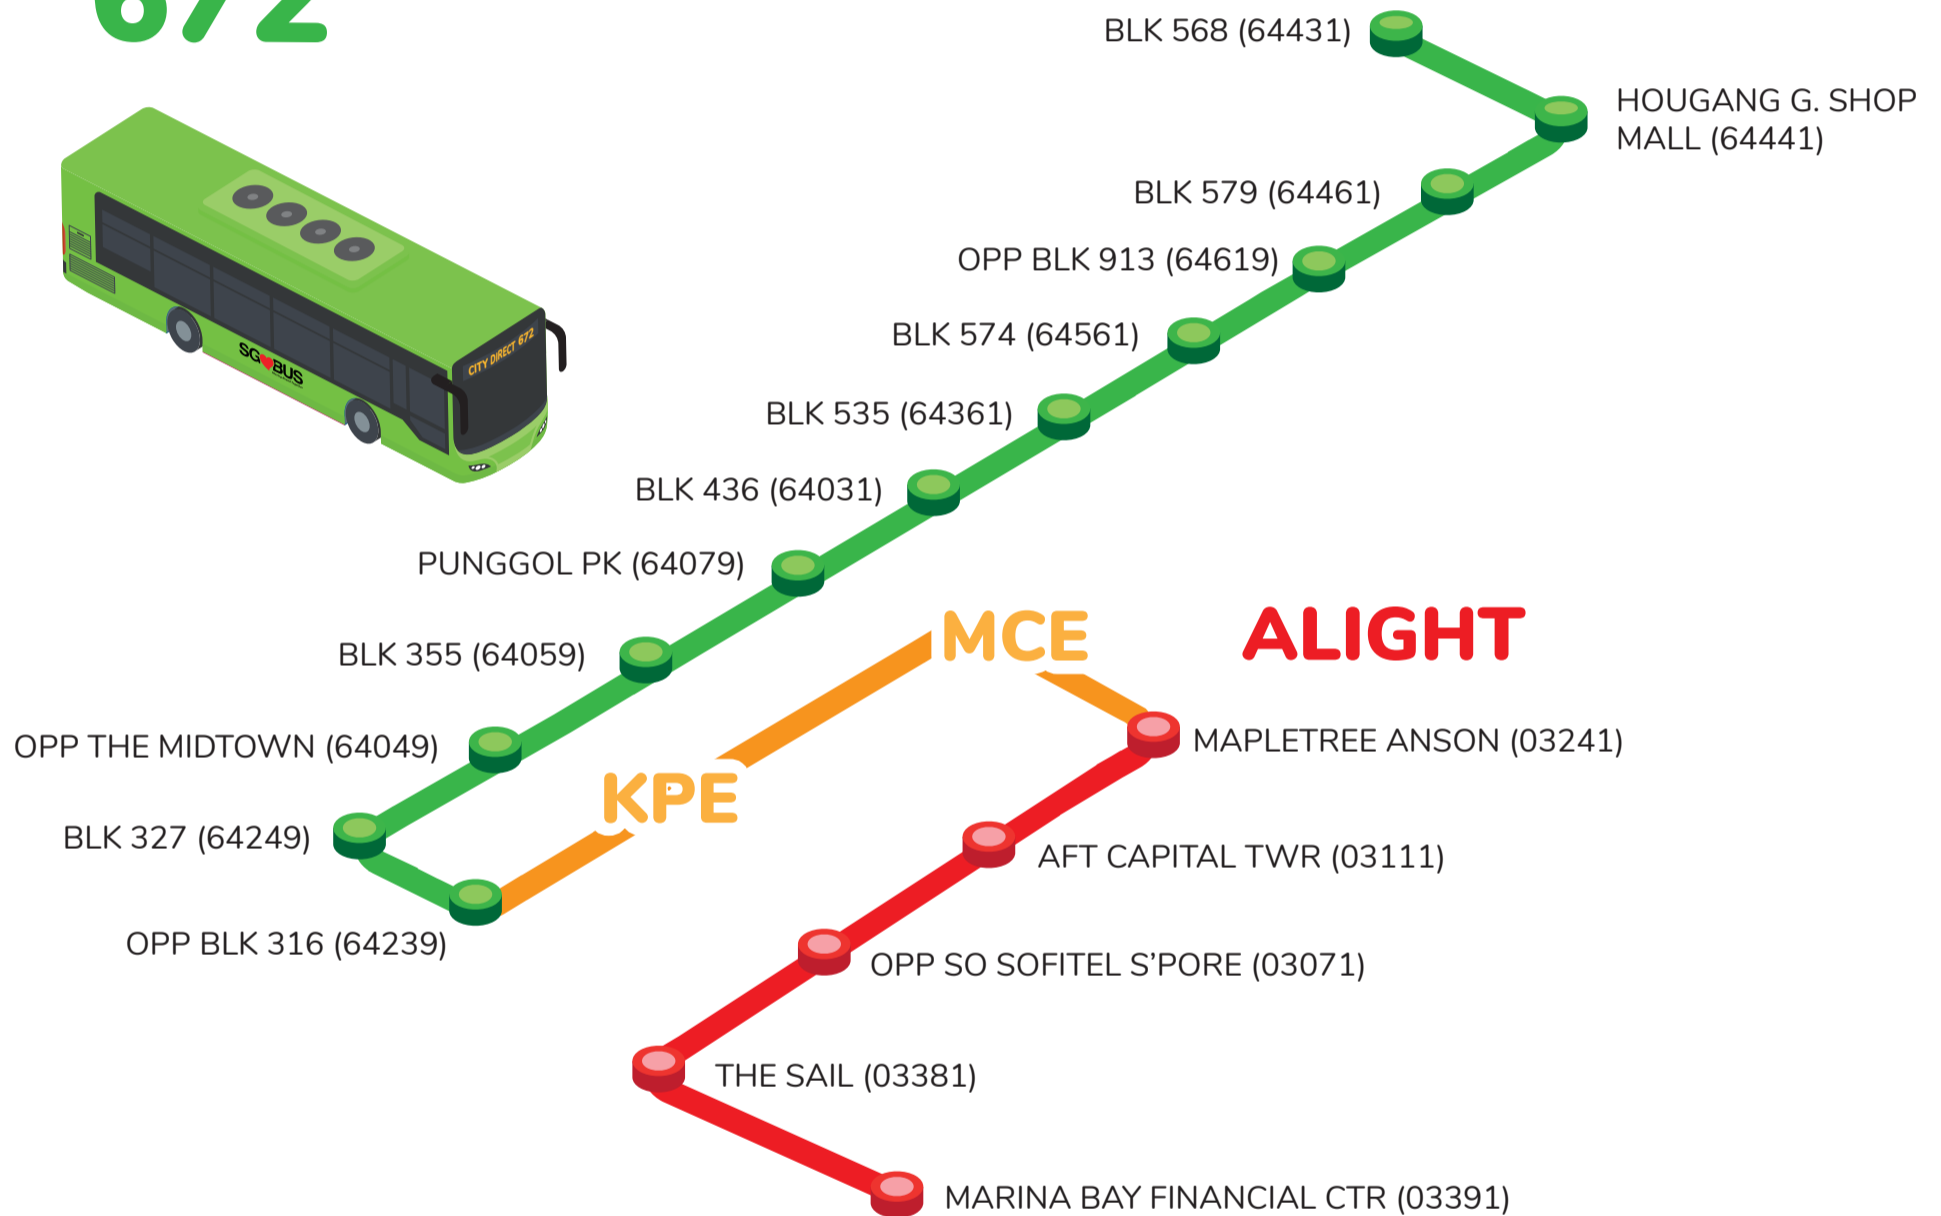 672
BLK 568 (64431)
HOUGANG G. SHOP
MALL (64441)
BLK 579 (64461)
OPP BLK 913 (64619)
BLK 574 (64561)
CITY DIRECT 672
SG BUS
BLK 535 (64361)
BLK 436 (64031)
PUNGGOL PK (64079)
BLK 355 (64059)
OPP THE MIDTOWN (64049)
BLK 327 (64249)
OPP BLK 316 (64239)
KPE
MCE
ALIGHT
MAPLETREE ANSON (03241)
AFT CAPITAL TWR (03111)
OPP SO SOFITEL S’PORE (03071)
THE SAIL (03381)
MARINA BAY FINANCIAL CTR (03391)